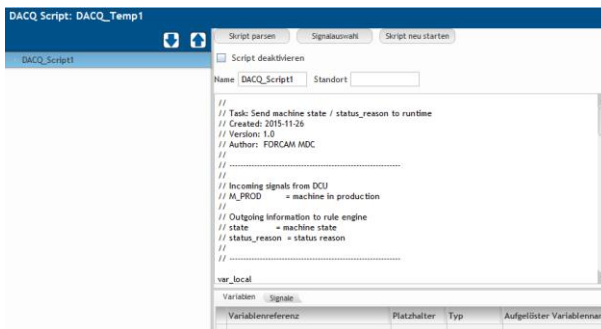 DACQ Script: DACQ_Temp1
DACQ_Script1
Skript parsen Signalauswahl Skript neu starten
Script deaktivieren
Name DACQ_Script1 Standort
//
// Task: Send machine state / status_reason to runtime
// Created: 2015-11-26
// Version: 1.0
// Author: FORCAM MDC
//
// ------------------------------------------------------------
//
// Incoming signals from DCU
// M_PROD = machine in production
//
// Outgoing information to rule engine
// state = machine state
// status_reason = status reason
//
// ------------------------------------------------------------
var_local
Variablen Signale
Variablenreferenz Platzhalter Typ Aufgelöster Variablennar